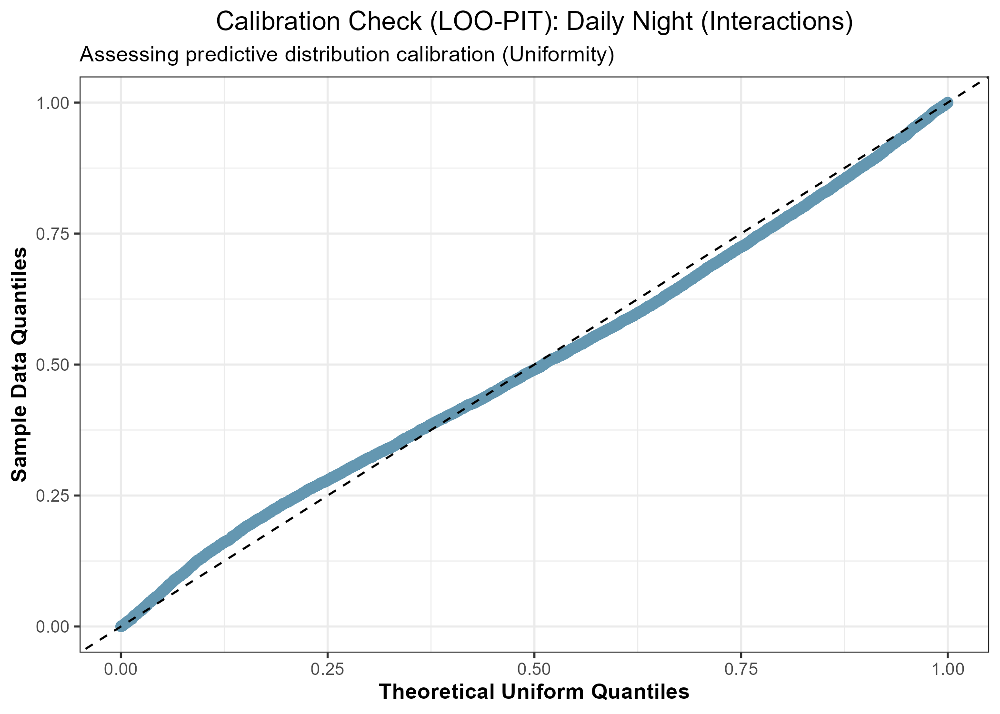 Calibration Check (LOO-PIT): Daily Night (Interactions)
Assessing predictive distribution calibration (Uniformity)
Sample Data Quantiles
1.00
0.75
0.50
0.25
0.00
0.00 0.25 0.50 0.75 1.00
Theoretical Uniform Quantiles